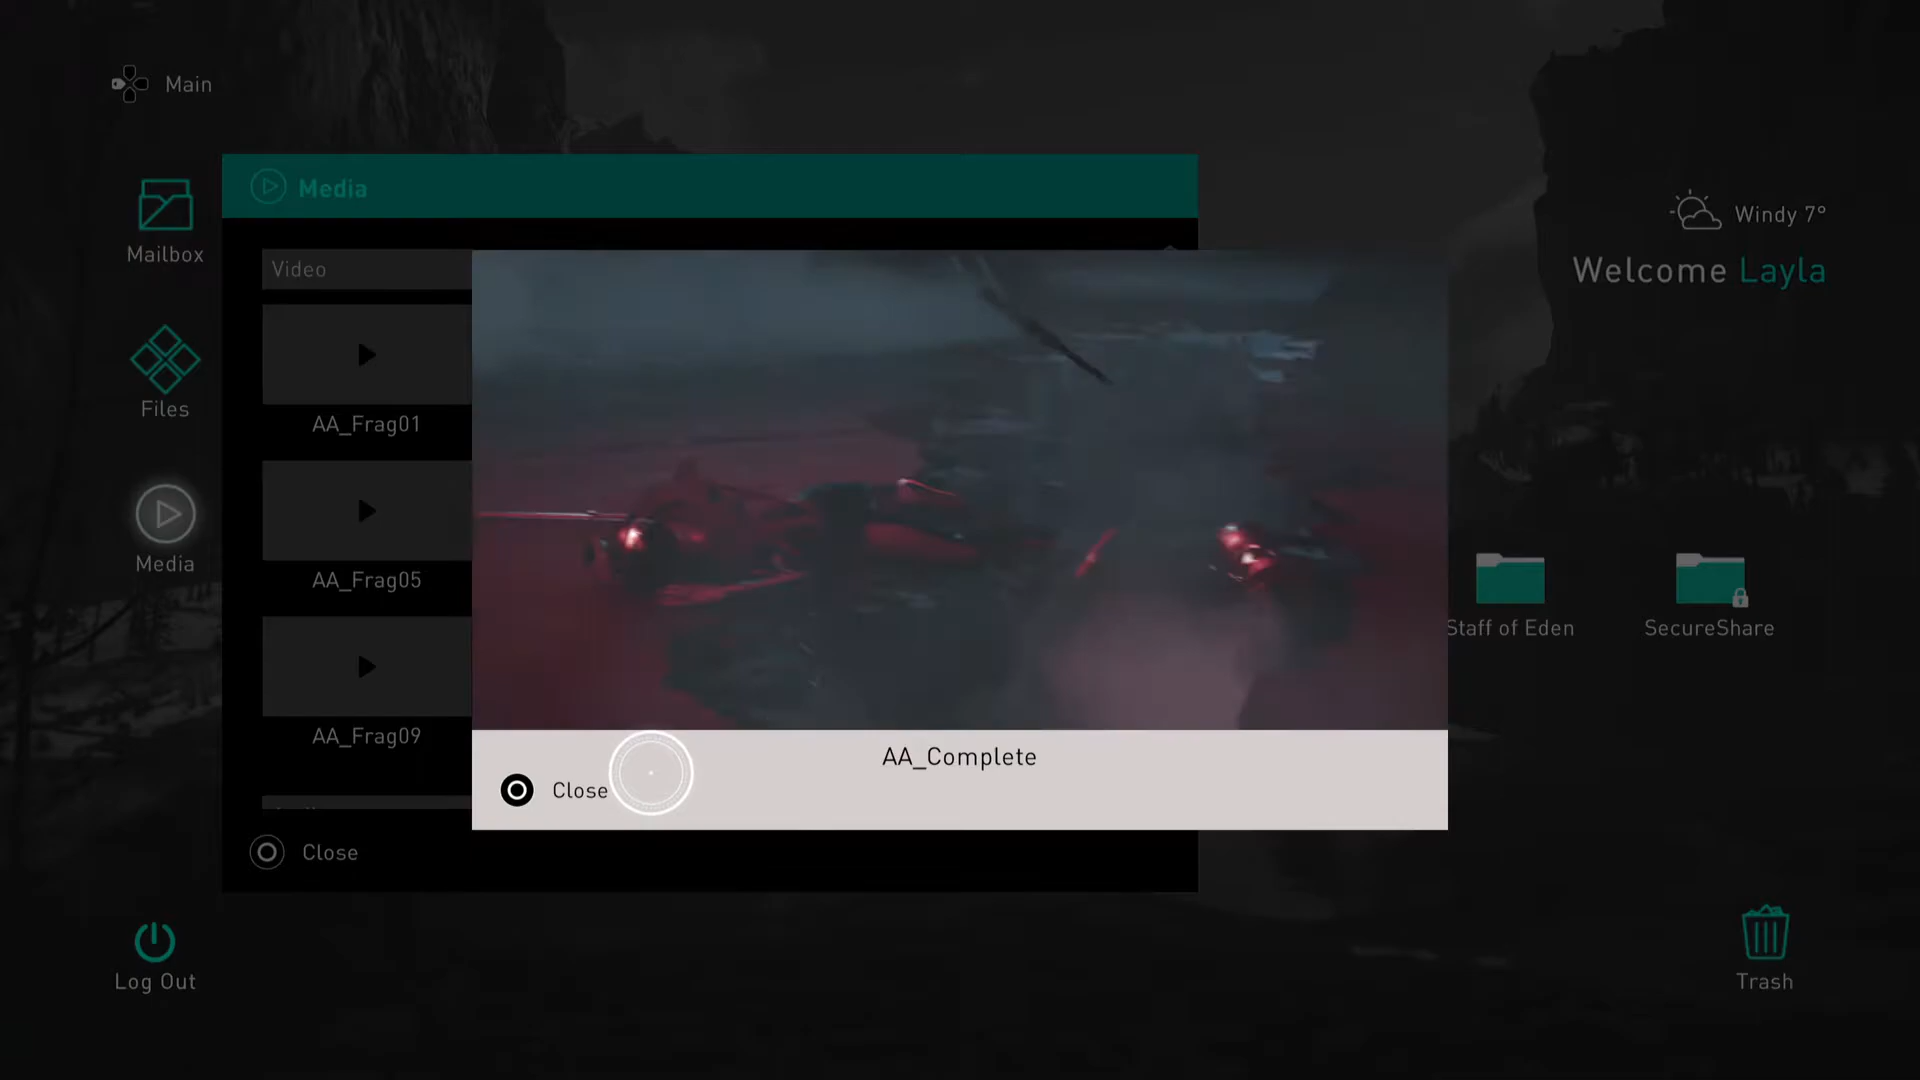 Main
Media
Mailbox
Video
Windy 7°
Welcome Layla
Files
AA_Frag01
Media
AA_Frag05
Staff of Eden
SecureShare
AA_Frag09
AA_Complete
Close
Close
Log Out
Trash